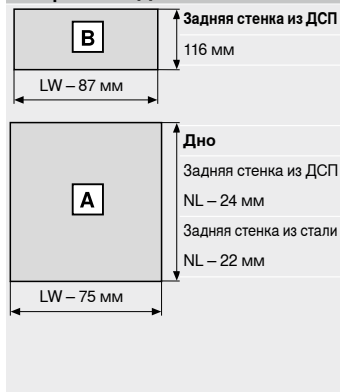 Задняя стенка из ДСП
B
116 мм
LW – 87 мм
Дно
Задняя стенка из ДСП
A
NL – 24 мм
Задняя стенка из стали
NL – 22 мм
LW – 75 мм